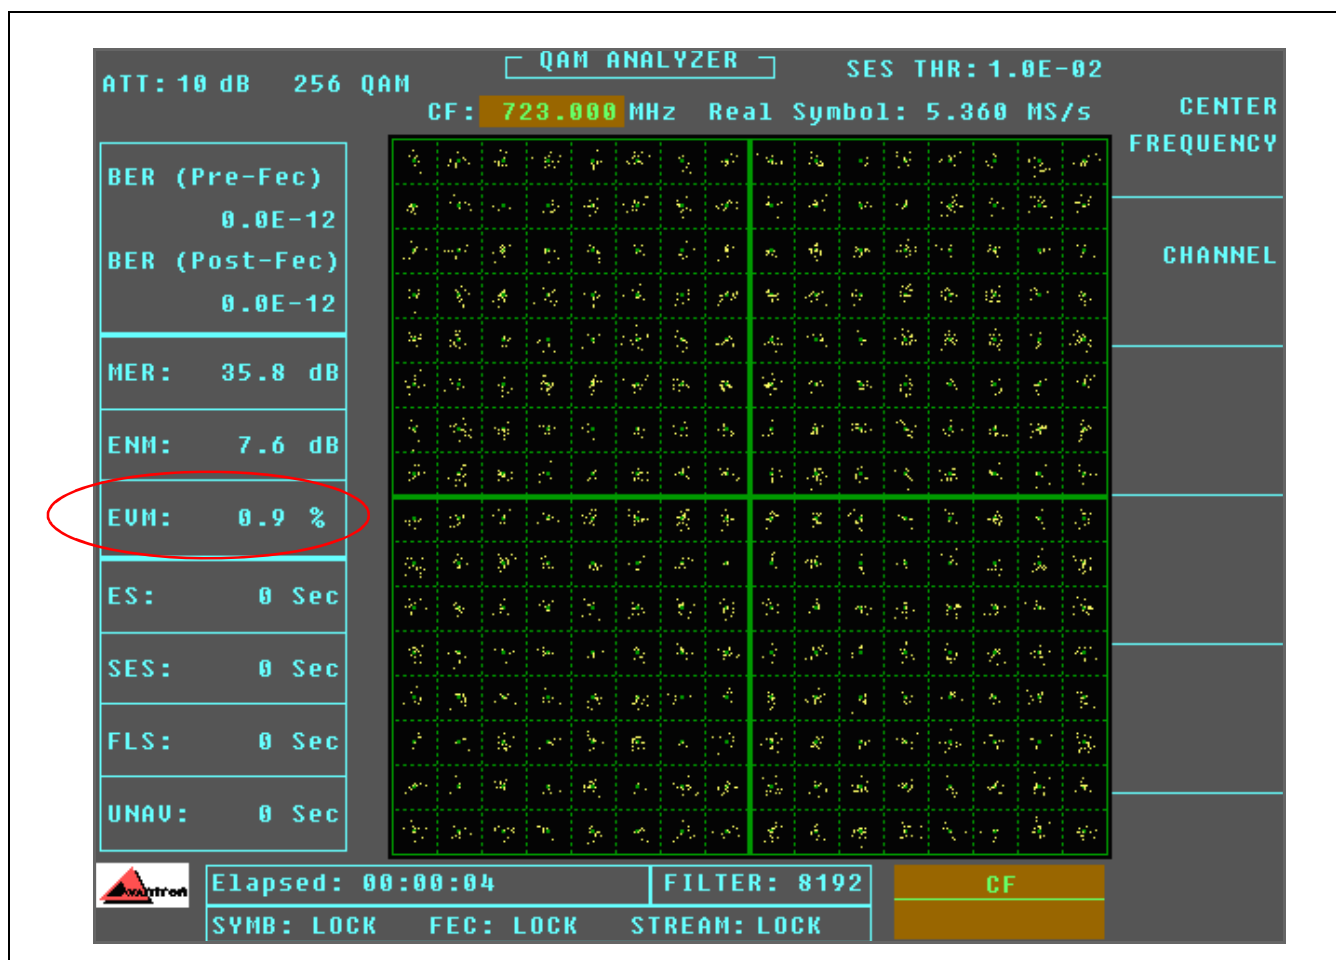 QAM ANALYZER
ATT: 10 dB 256 QAM
SES THR: 1.0E-02
CF: 723.000 MHz Real Symbol: 5.360 MS/s
CENTER
FREQUENCY
CHANNEL
BER (Pre-Fec)
0.0E-12
BER (Post-Fec)
0.0E-12
MER: 35.8 dB
ENM: 7.6 dB
EVM: 0.9 %
ES: 0 Sec
SES: 0 Sec
FLS: 0 Sec
UNAV: 0 Sec
Avantron
Elapsed: 00:00:04
FILTER: 8192
CF
SYMB: LOCK FEC: LOCK STREAM: LOCK